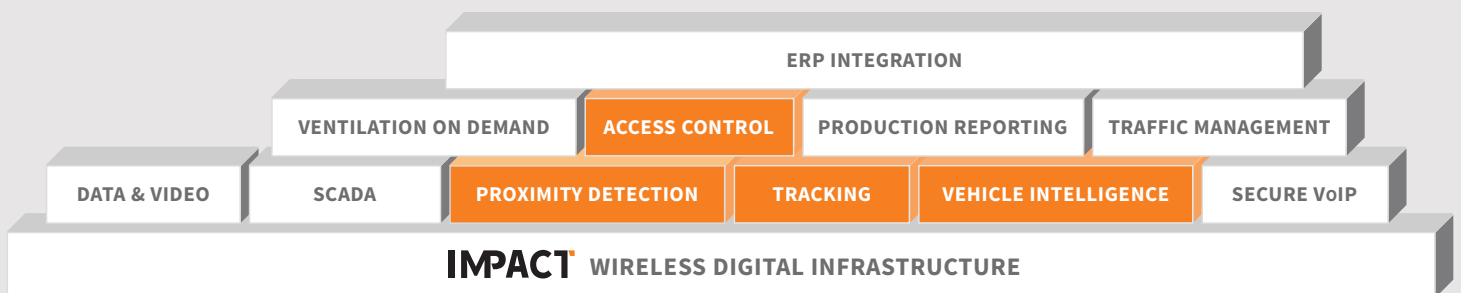 ERP INTEGRATION
VENTILATION ON DEMAND ACCESS CONTROL PRODUCTION REPORTING TRAFFIC MANAGEMENT
DATA & VIDEO SCADA PROXIMITY DETECTION TRACKING VEHICLE INTELLIGENCE SECURE VoIP
IMPACT WIRELESS DIGITAL INFRASTRUCTURE